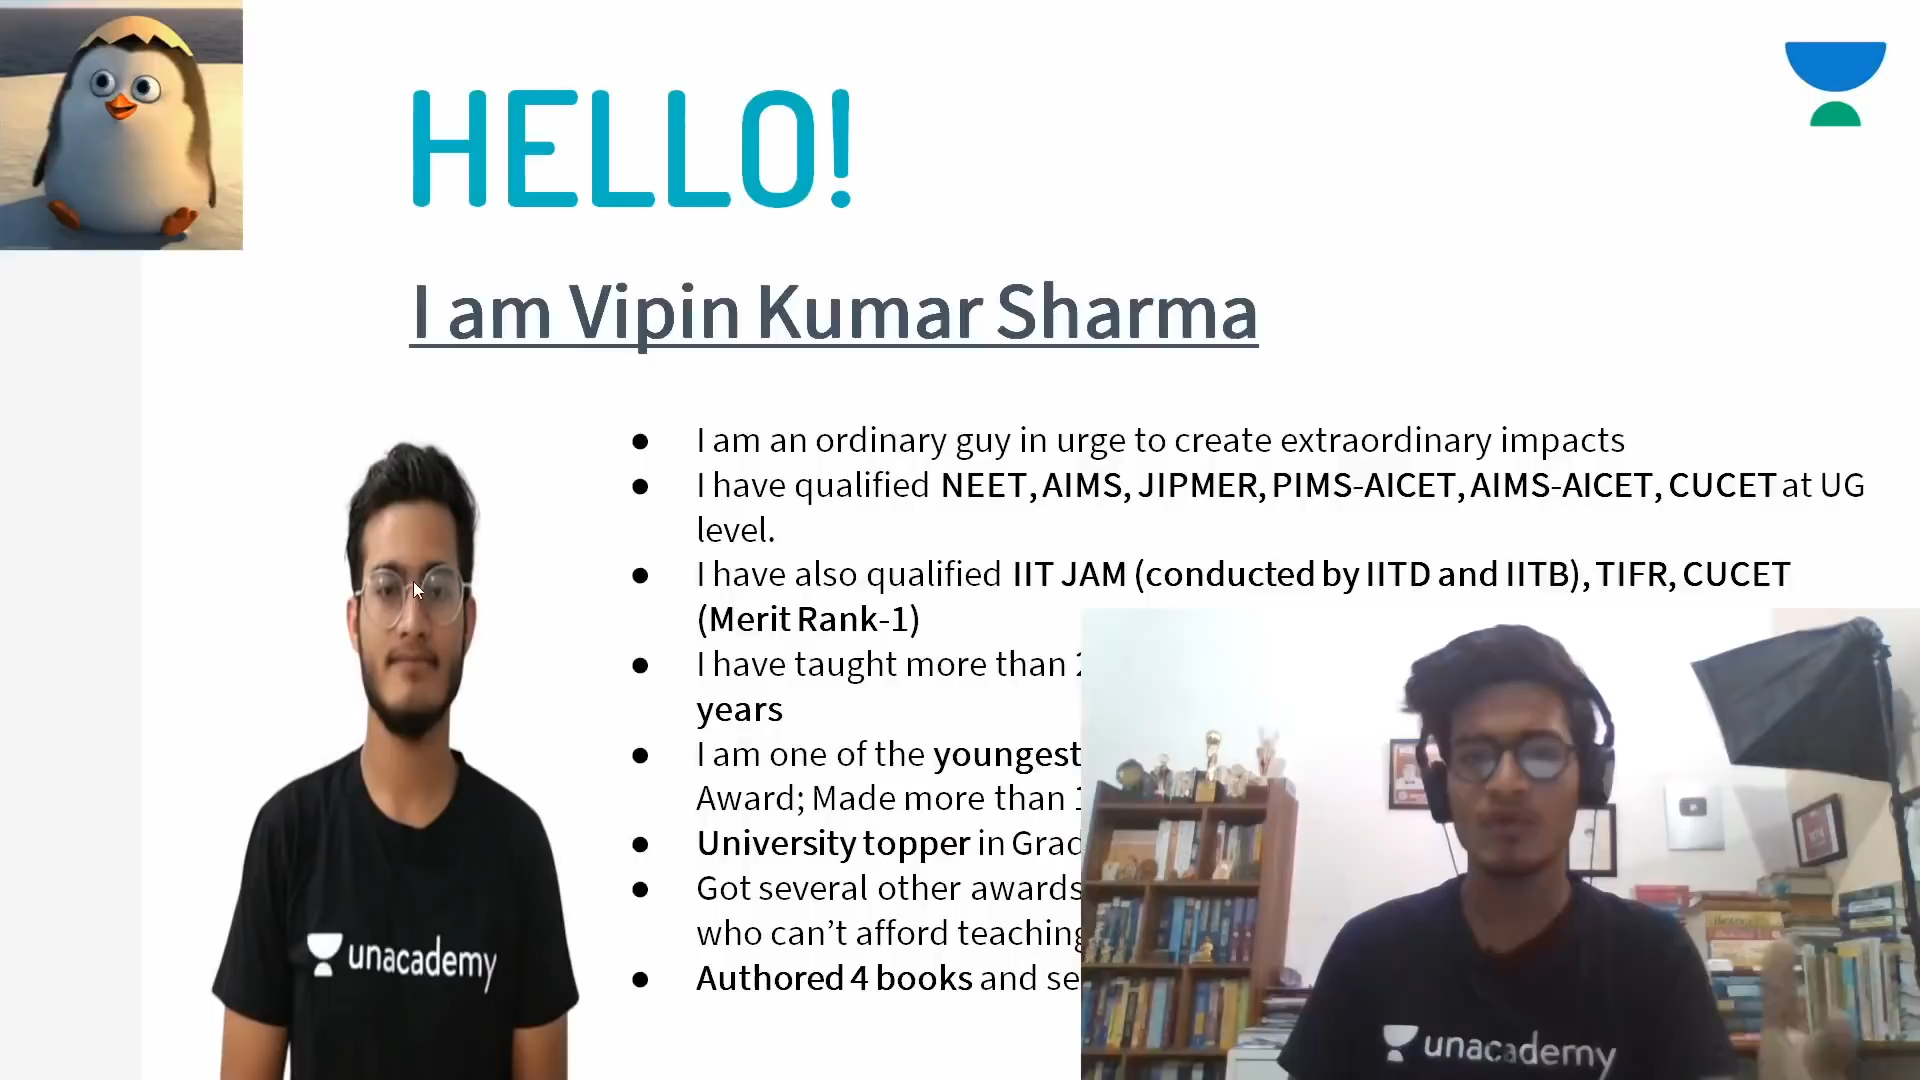 HELLO!
I am Vipin Kumar Sharma
● I am an ordinary guy in urge to create extraordinary impacts
● I have qualified NEET, AIMS, JIPMER, PIMS-AICET, AIMS-AICET, CUCET at UG
level.
● I have also qualified IIT JAM (conducted by IITD and IITB), TIFR, CUCET
(Merit Rank-1)
● I have taught more than
years
● I am one of the youngest
Award; Made more than
● University topper in
● Got several other awards
who can't afford teaching
● Authored 4 books and
unacademy
unacademy